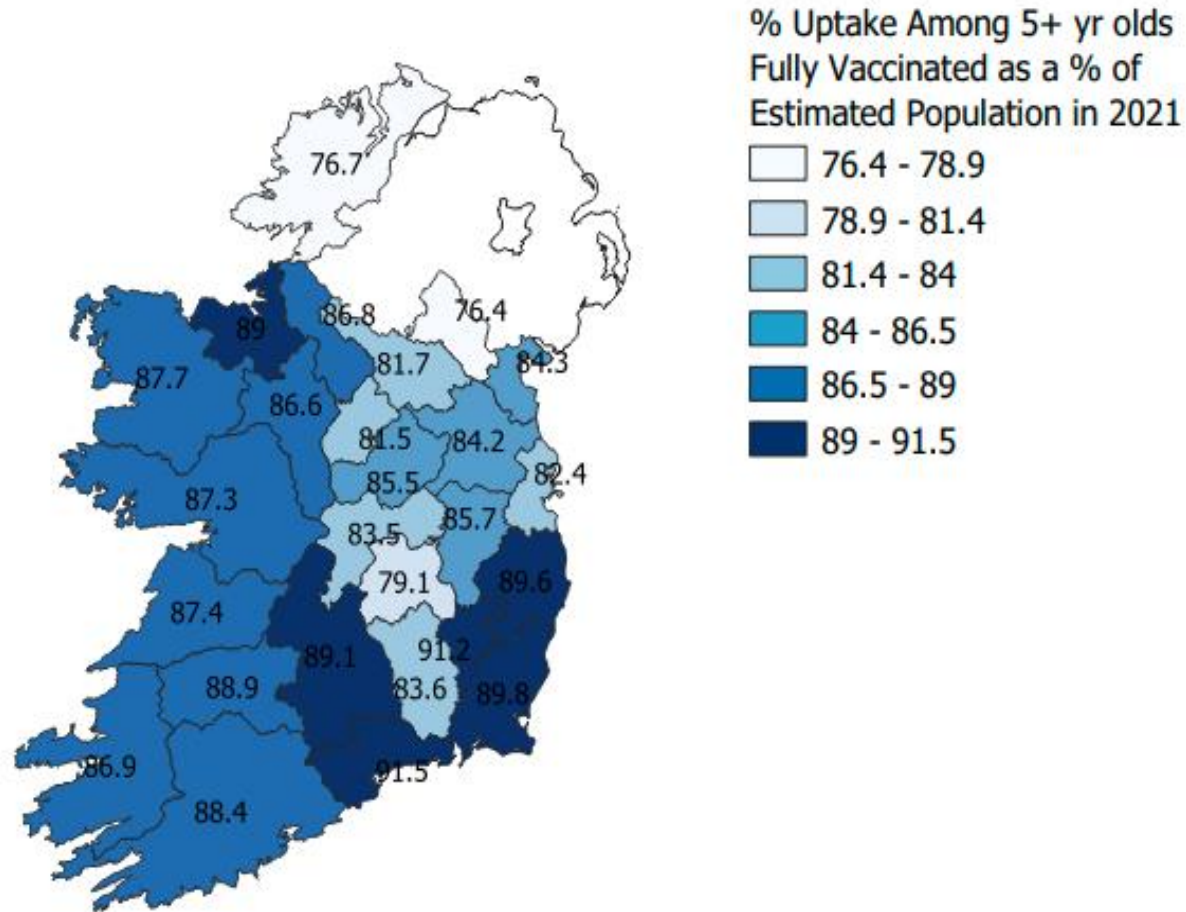 % Uptake Among 5+ yr olds
Fully Vaccinated as a % of
Estimated Population in 2021
76.4 - 78.9
78.9 - 81.4
81.4 - 84
84 - 86.5
86.5 - 89
89 - 91.5
76.7
86.8
76.4
89
84.3
81.7
87.7
86.6
81.5
84.2
85.5
82.4
87.3
85.7
83.5
79.1
89.6
87.4
91.2
89.1
88.9
83.6
89.8
86.9
91.5
88.4